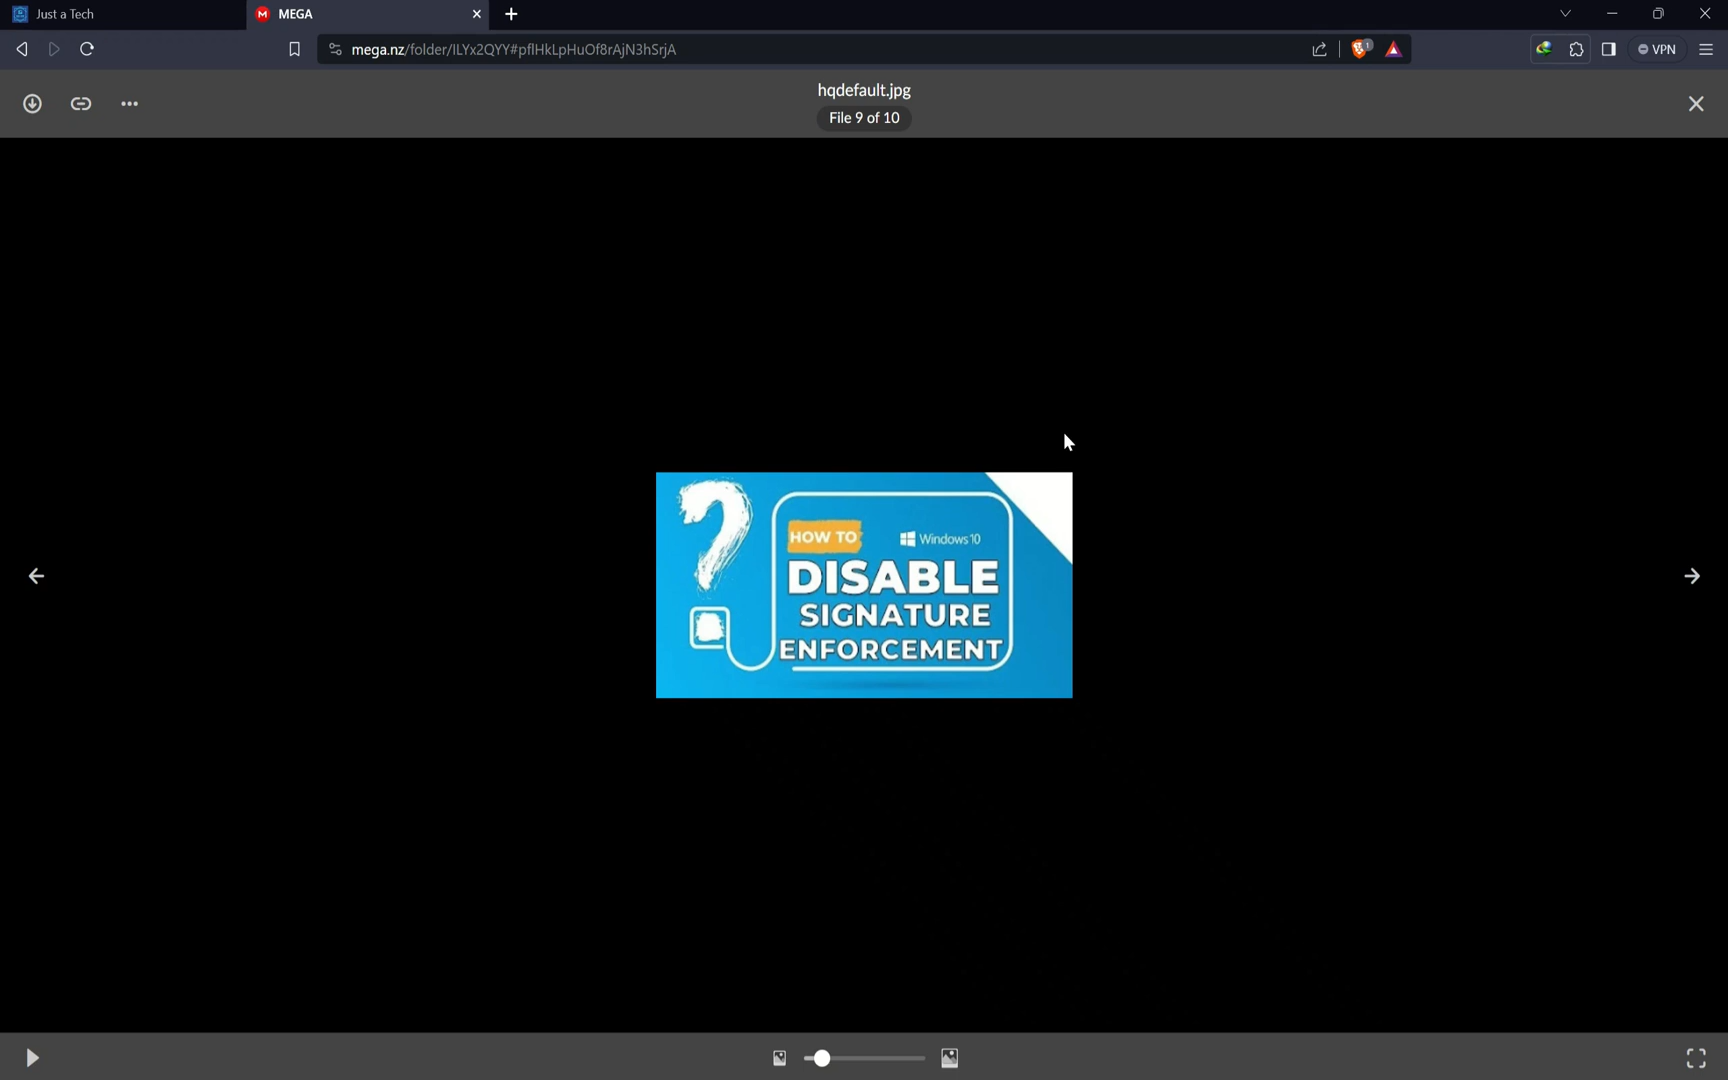 Just a Tech
MEGA
mega.nz/folder/ILYx2QYY#pflHkLpHuOf8rAjN3hSrjA
1
VPN
hqdefault.jpg
File 9 of 10
?
HOW TO
Windows 10
DISABLE
SIGNATURE
ENFORCEMENT